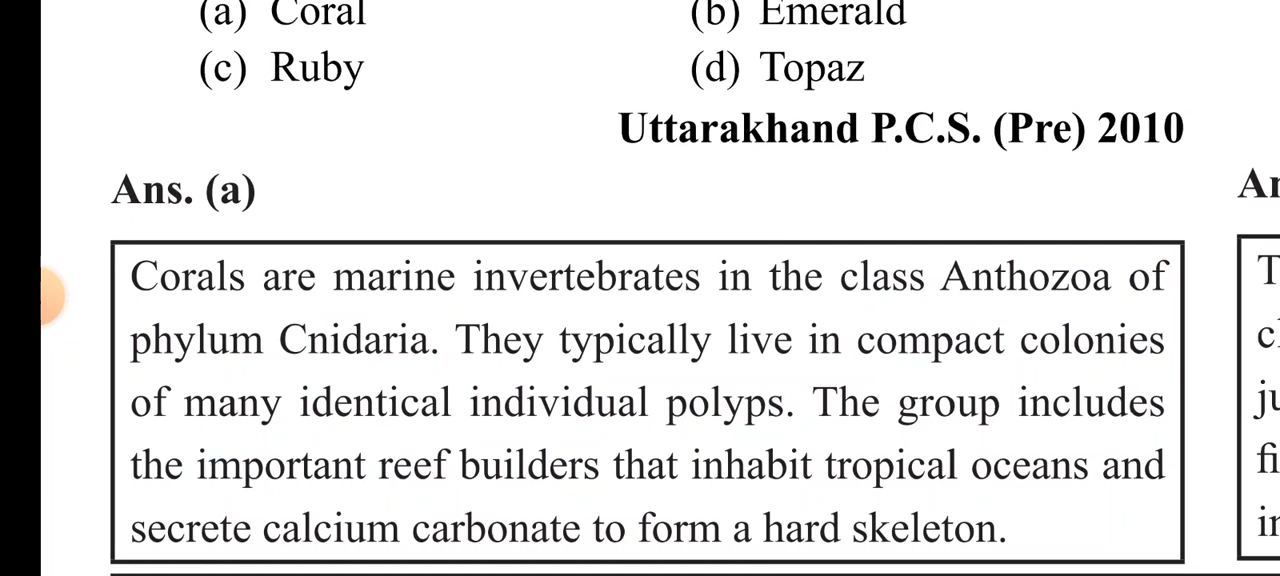 (a) Coral (b) Emerald
(c) Ruby (d) Topaz
Uttarakhand P.C.S. (Pre) 2010
Ans. (a)
Corals are marine invertebrates in the class Anthozoa of
phylum Cnidaria. They typically live in compact colonies
of many identical individual polyps. The group includes
the important reef builders that inhabit tropical oceans and
secrete calcium carbonate to form a hard skeleton.